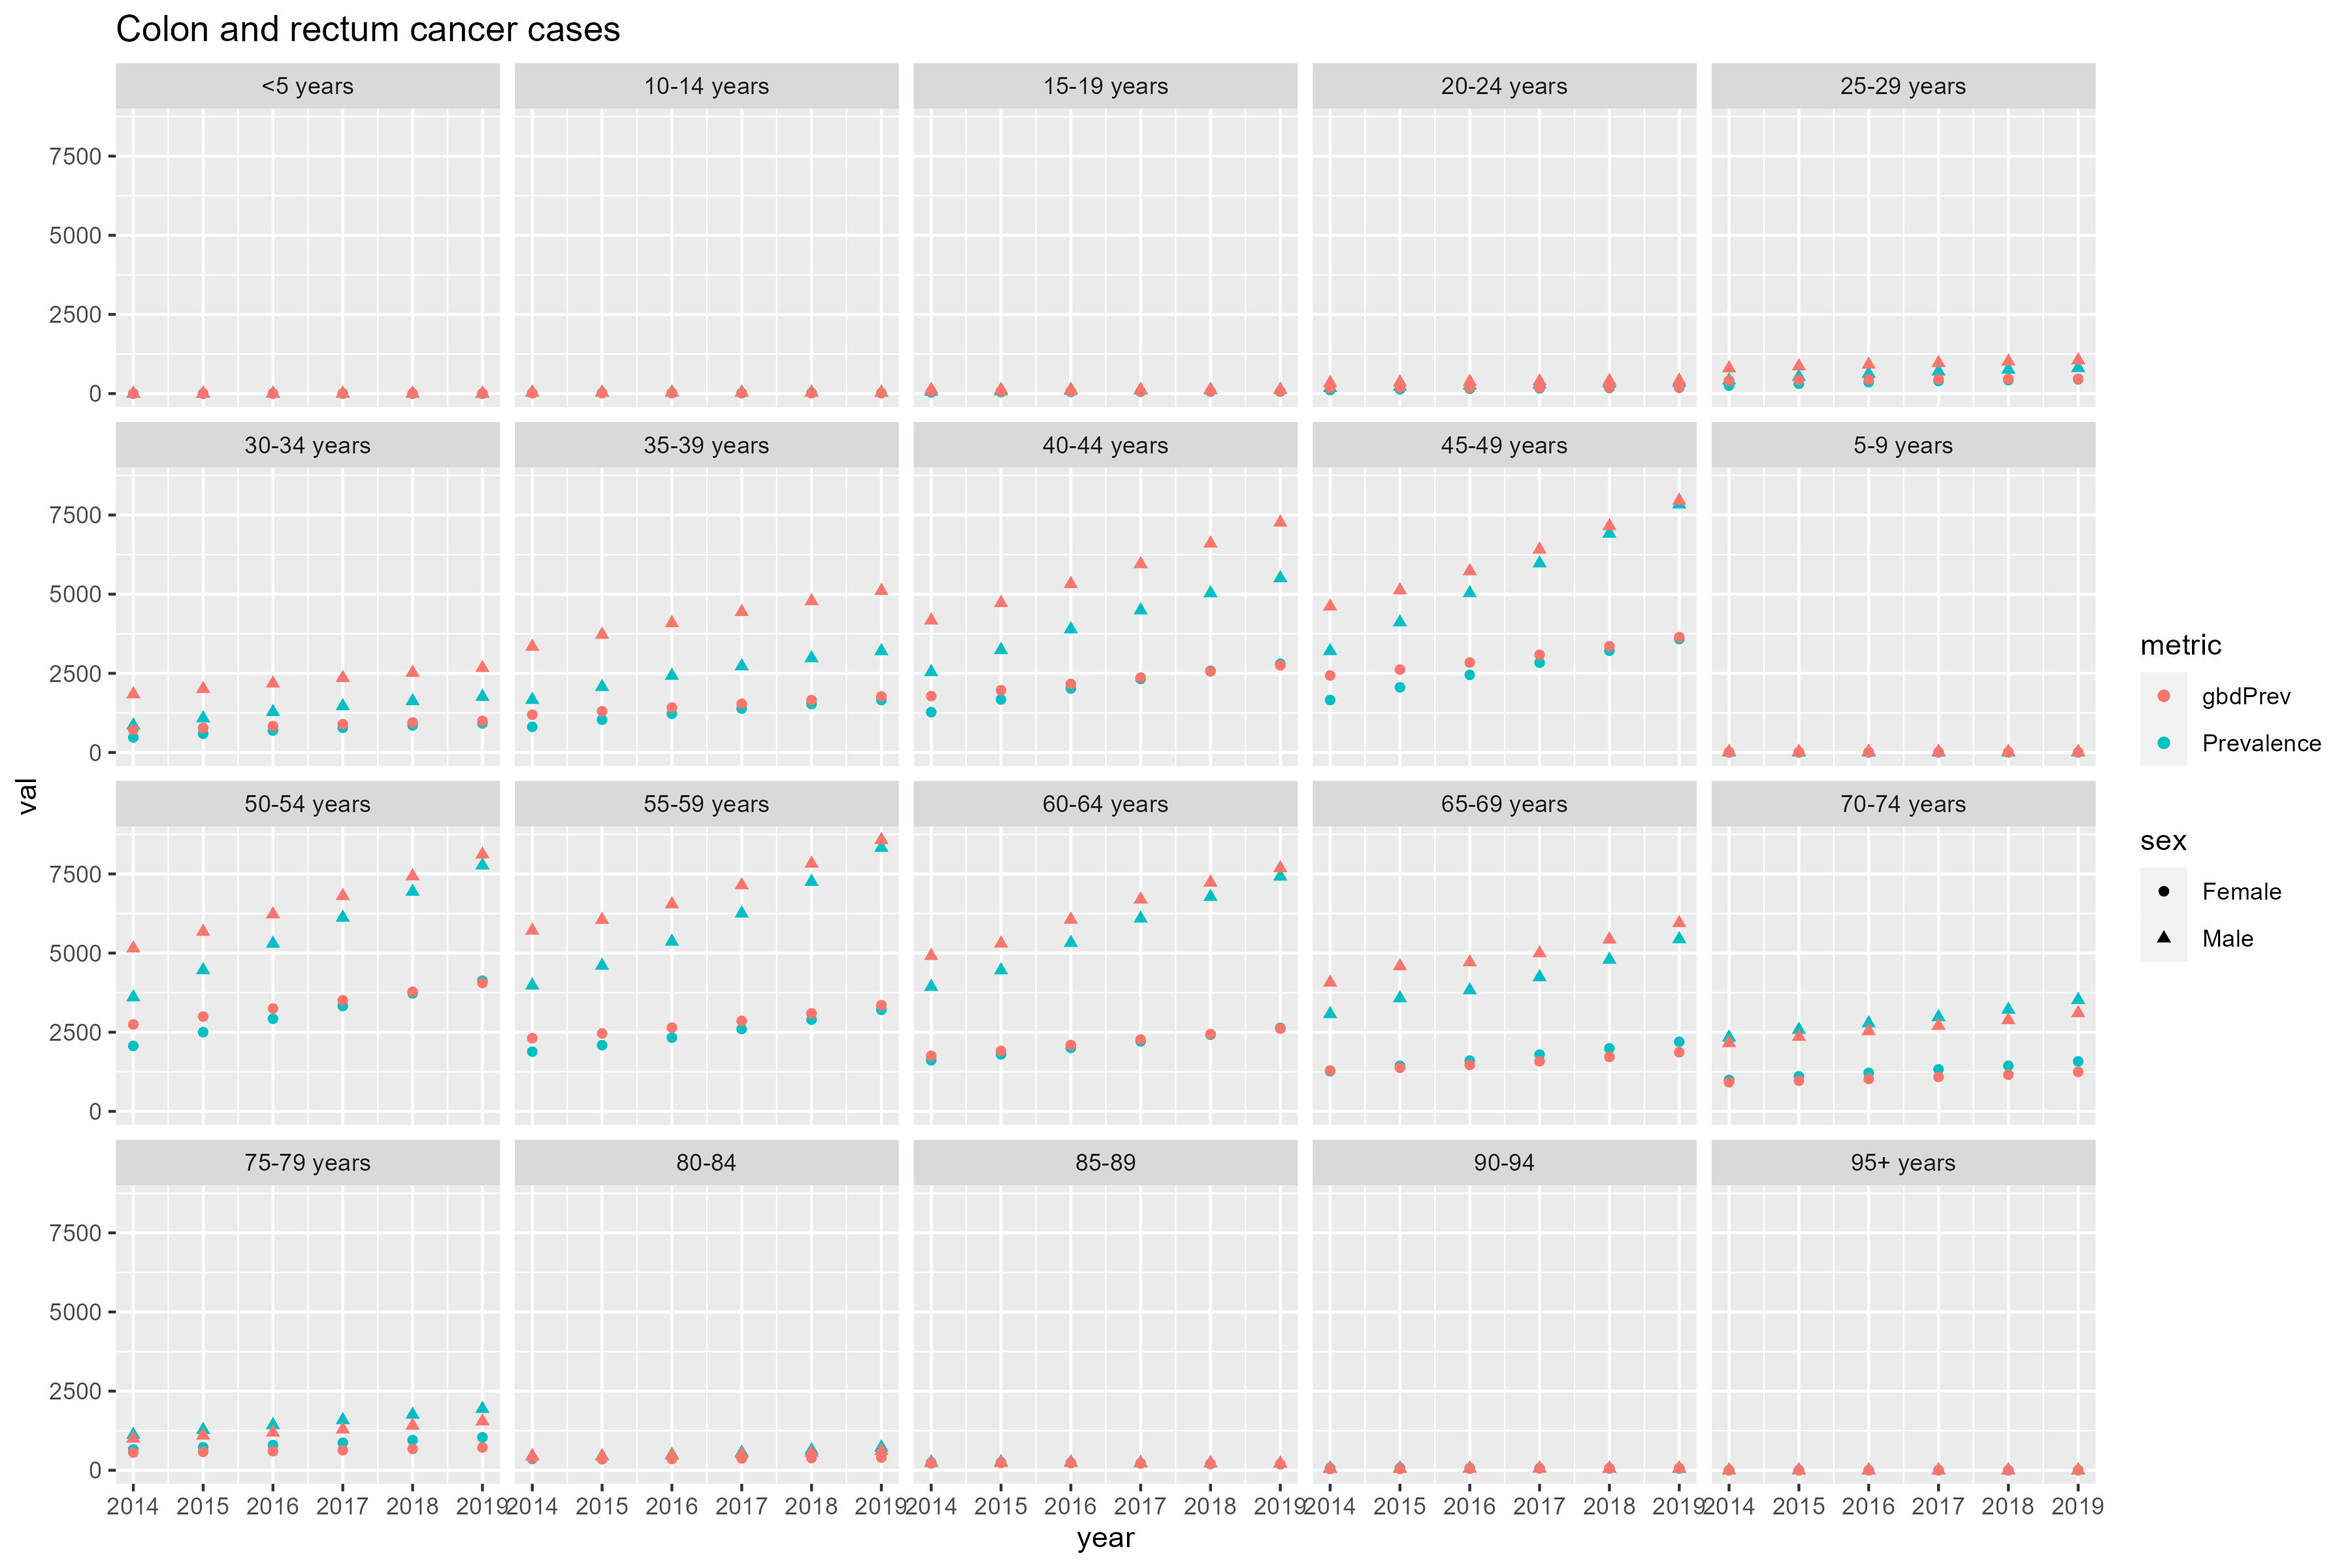 Colon and rectum cancer cases
<5 years 10-14 years 15-19 years 20-24 years 25-29 years
7500
5000
2500
0
30-34 years 35-39 years 40-44 years 45-49 years 5-9 years
7500
5000
2500
0
50-54 years 55-59 years 60-64 years 65-69 years 70-74 years
7500
5000
2500
0
75-79 years 80-84 85-89 90-94 95+ years
7500
5000
2500
0
2014 2015 2016 2017 2018 2019 2014 2015 2016 2017 2018 2019 2014 2015 2016 2017 2018 2019 2014 2015 2016 2017 2018 2019 2014 2015 2016 2017 2018 2019
year
val
metric
gbdPrev
Prevalence
sex
Female
Male